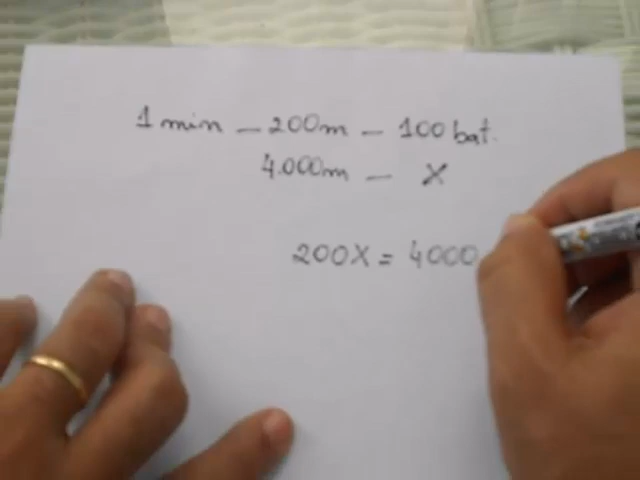 1 min - 200m - 100 bat.
4.000m - X
200X = 4000